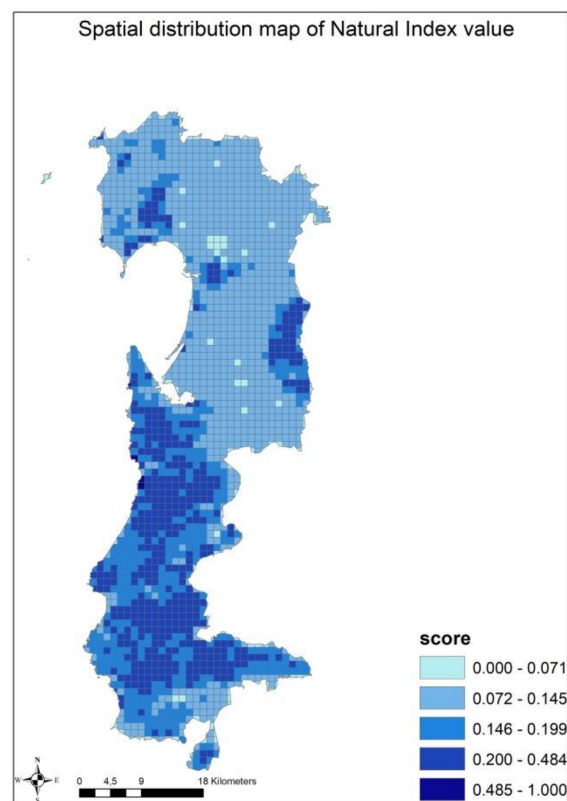 Spatial distribution map of Natural Index value
score
0.000 - 0.071
0.072 - 0.145
0.146 - 0.199
0.200 - 0.484
0.485 - 1.000
N
W E
S
0 4,5 9 18 Kilometers